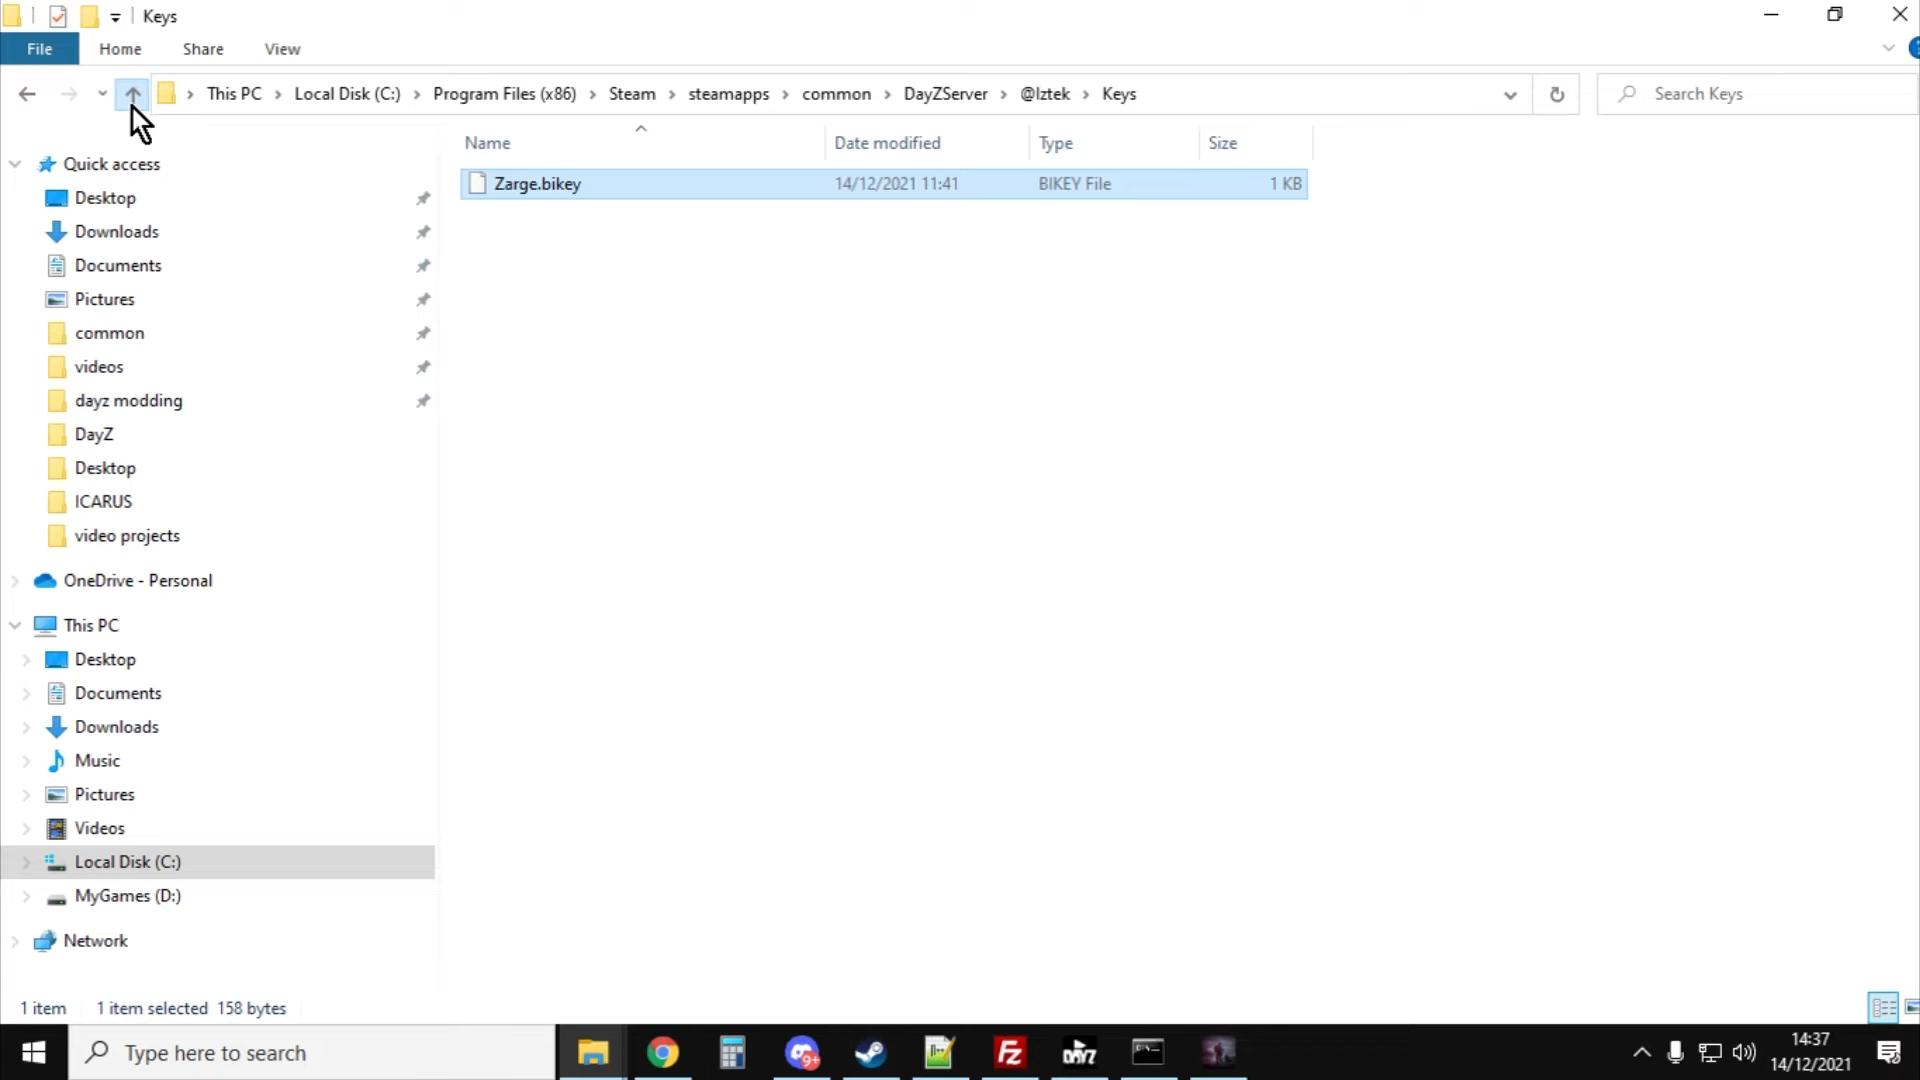 Keys
File Home Share View
This PC Local Disk (C:) Program Files (x86) Steam steamapps common DayZServer @Iztek Keys Search Keys
Name Date modified Type Size
Zarge.bikey 14/12/2021 11:41 BIKEY File 1 KB
Quick access
Desktop
Downloads
Documents
Pictures
common
videos
dayz modding
DayZ
Desktop
ICARUS
video projects
OneDrive - Personal
This PC
Desktop
Documents
Downloads
Music
Pictures
Videos
Local Disk (C:)
MyGames (D:)
Network
1 item 1 item selected 158 bytes
Type here to search 9+ Fz DAYZ 14:37
14/12/2021